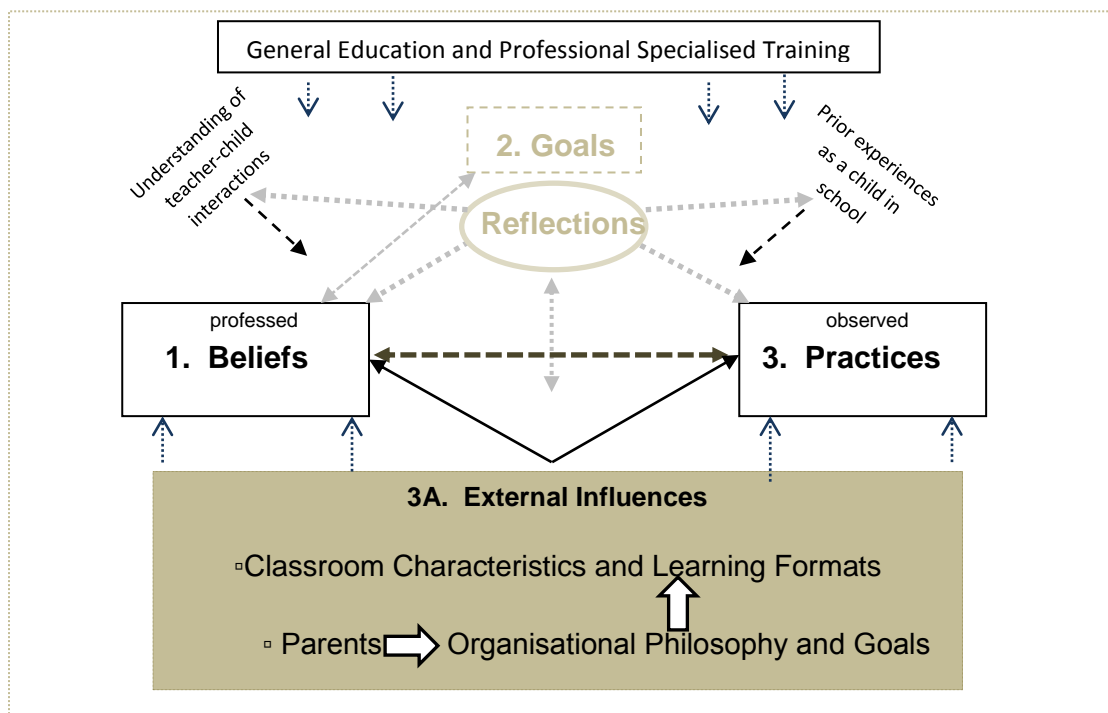 General Education and Professional Specialised Training
Understanding of
teacher-child
interactions
2. Goals
Prior experiences
as a child in
school
Reflections
professed
1. Beliefs
observed
3. Practices
3A. External Influences
▫Classroom Characteristics and Learning Formats
▫ Parents
Organisational Philosophy and Goals